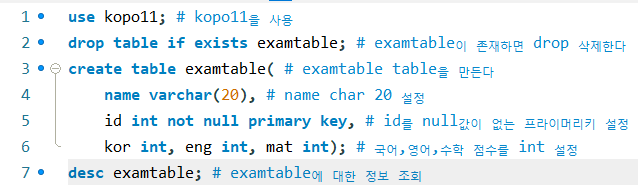 1 use kopo11; # kopo11을 사용
2 drop table if exists examtable; # examtable이 존재하면 drop 삭제한다
3 create table examtable( # examtable table을 만든다
4 name varchar(20), # name char 20 설정
5 id int not null primary key, # id를 null값이 없는 프라이머리키 설정
6 kor int, eng int, mat int); # 국어,영어,수학 점수를 int 설정
7 desc examtable; # examtable에 대한 정보 조회